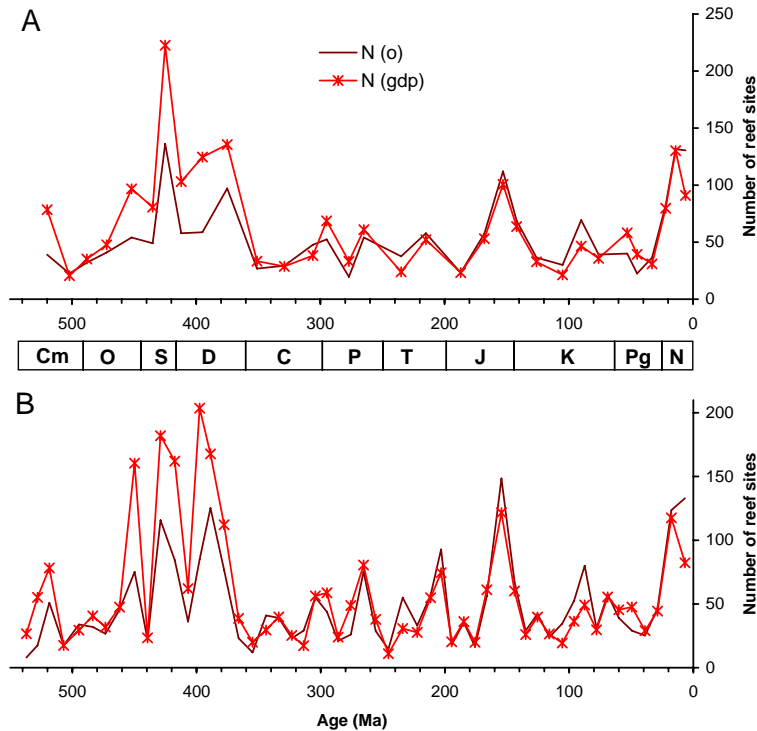 A
N (o)
N (gdp)
250
200
150
100
50
0
Number of reef sites
500 400 300 200 100 0
Cm O S D C P T J K Pg N
B
200
150
100
50
0
Number of reef sites
500 400 300 200 100 0
Age (Ma)